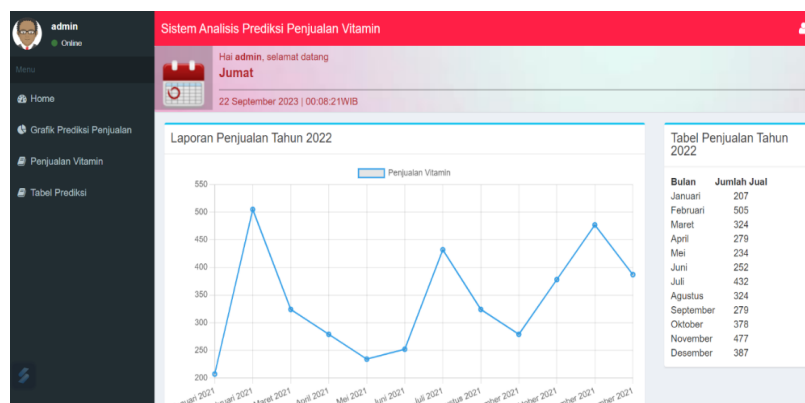 admin
Online
Menu
Home
Grafik Prediksi Penjualan
Penjualan Vitamin
Tabel Prediksi
Sistem Analisis Prediksi Penjualan Vitamin
Hai admin, selamat datang
Jumat
22 September 2023 | 00:08:21WIB
Laporan Penjualan Tahun 2022
Penjualan Vitamin
550
500
450
400
350
300
250
200
Maret 2021
April 2021
Mei 2021
Juni 2021
Juli 2021
Tabel Penjualan Tahun
2022
Bulan Jumlah Jual
Januari 207
Februari 505
Maret 324
April 279
Mei 234
Juni 252
Juli 432
Agustus 324
September 279
Oktober 378
November 477
Desember 387